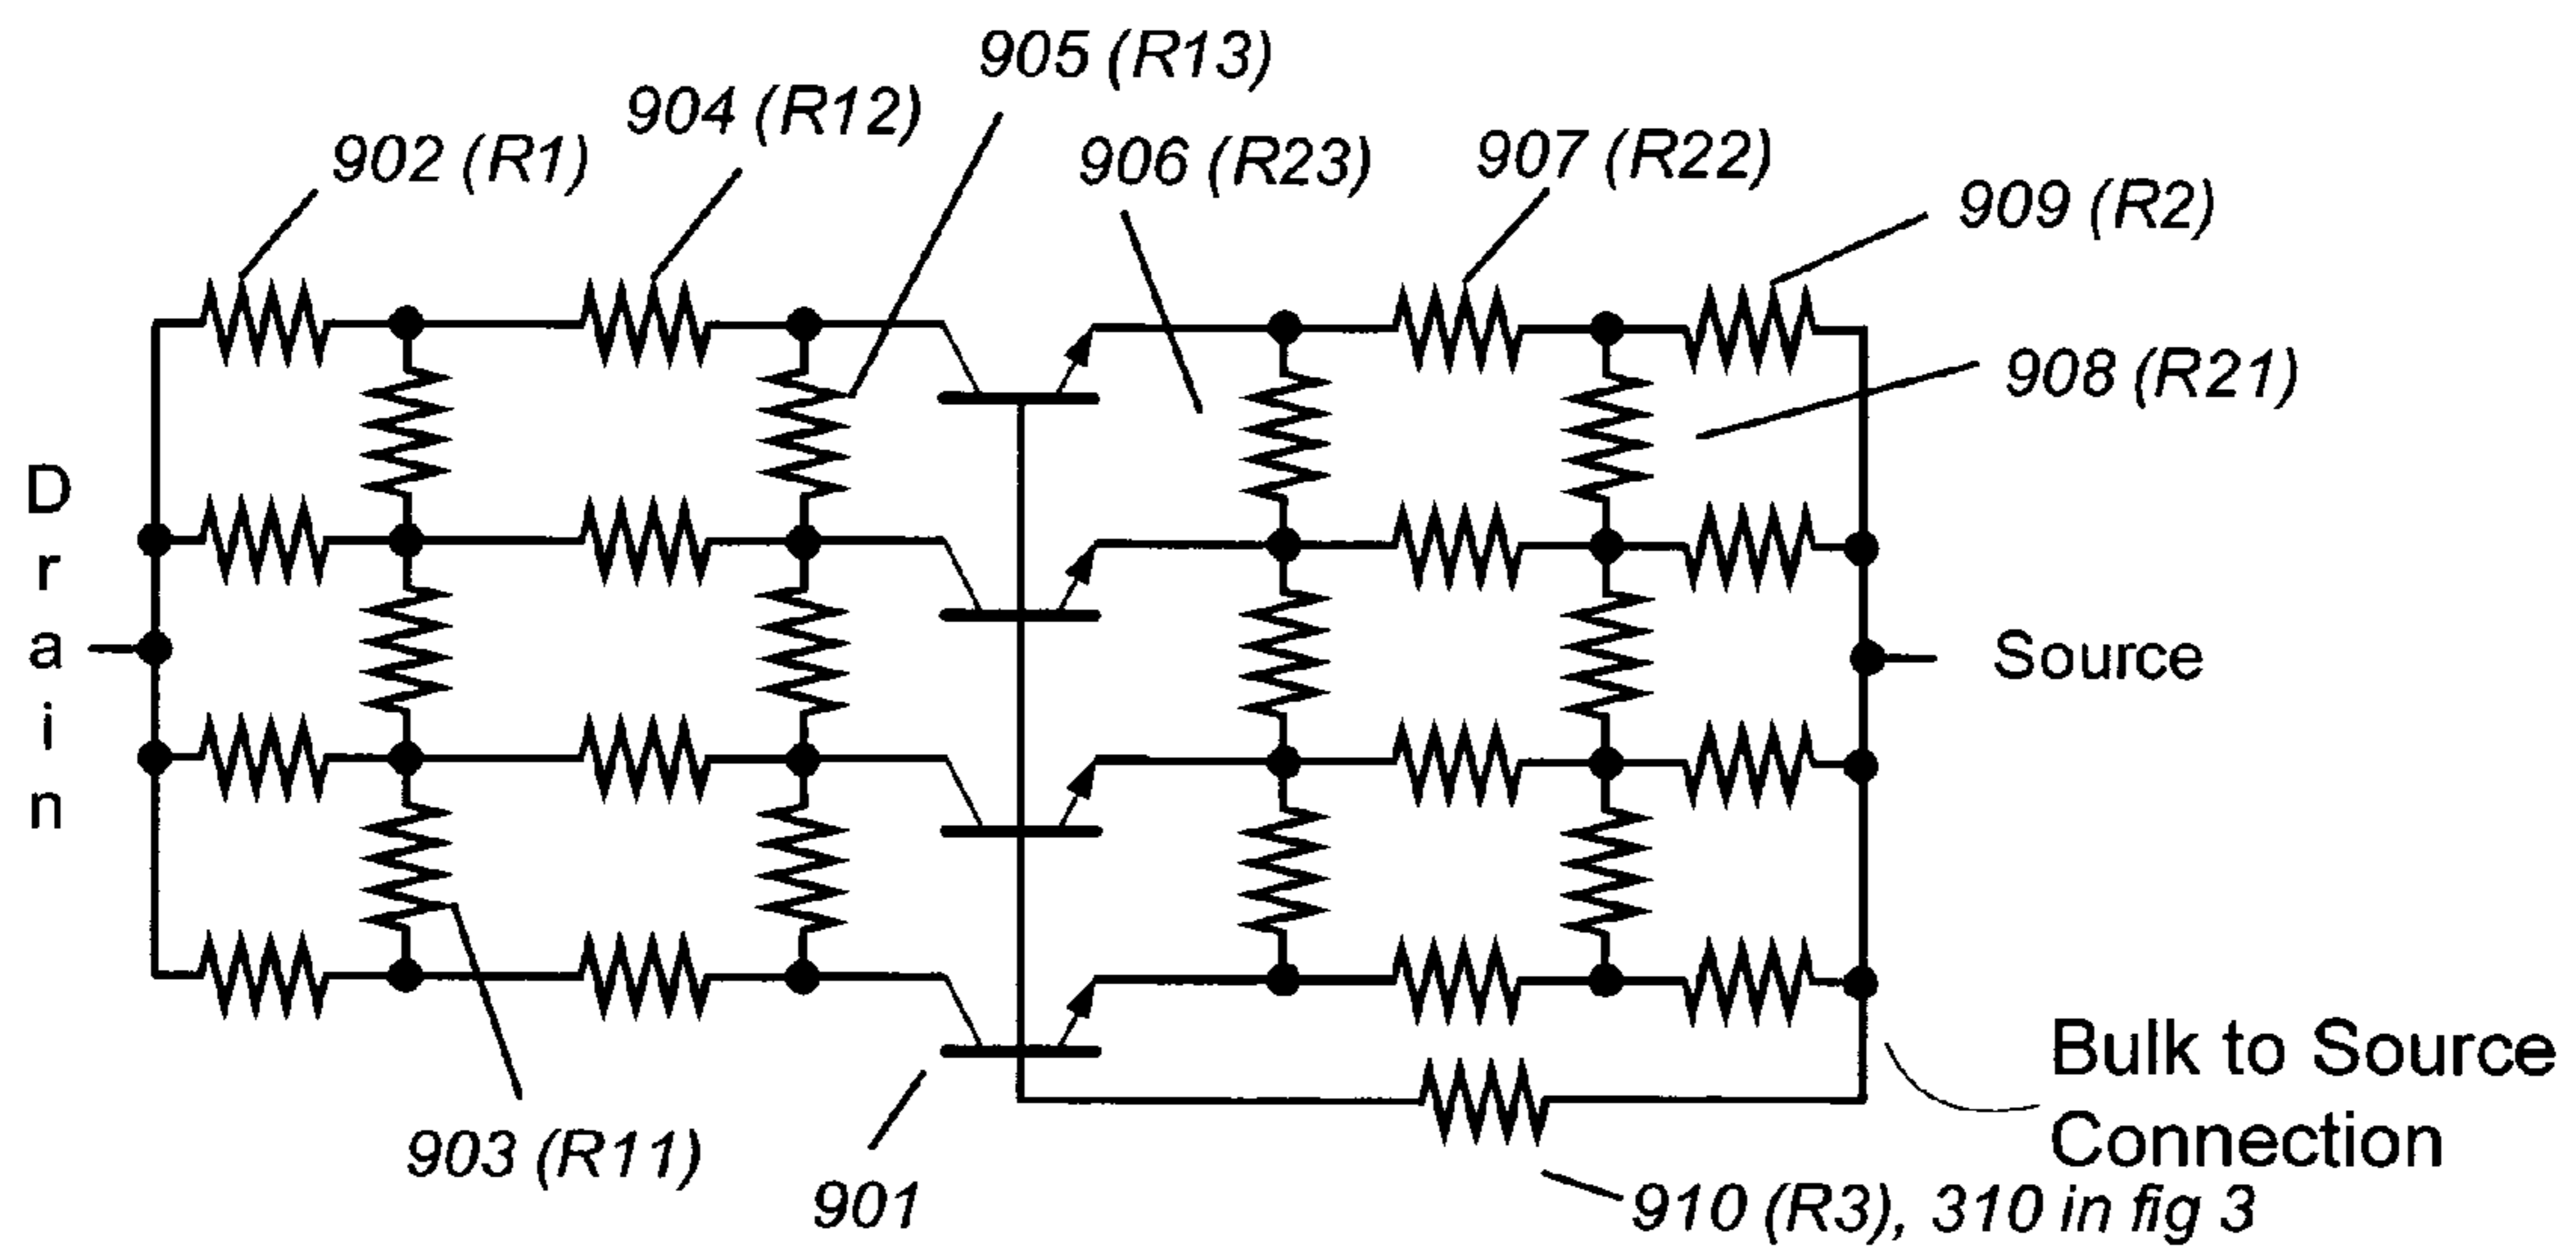 905 (R13)
904 (R12)
902 (R1)
906 (R23)
907 (R22)
909 (R2)
908 (R21)
Drain
Source
Bulk to Source
Connection
903 (R11)
901
910 (R3), 310 in fig 3